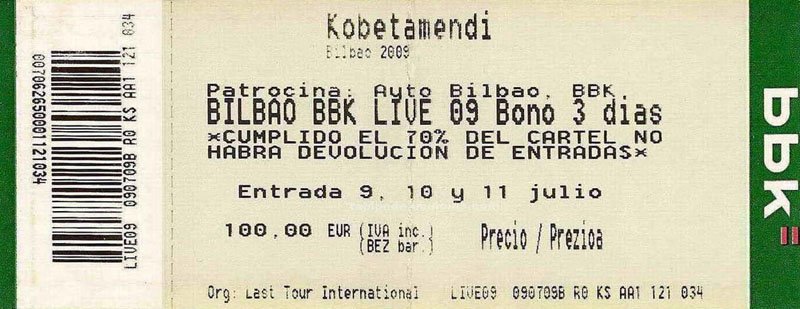 0070626500001121034
LIVE09 090709B R0 KS AA1 121 034
Kobetamendi
Bilbao 2009
Patrocina: Auto Bilbao, BBK.
BILBAO BBK LIVE 09 Bono 3 dias
*CUMPLIDO EL 70% DEL CARTEL NO
HABRA DEVOLUCION DE ENTRADAS*
Entrada 9, 10 y 11 julio
100,00 EUR (IVA inc.)
(BEZ bar.)
Precio / Prezioa
Org: Last Tour International LIVE09 090709B R0 KS AA1 121 034
bbk